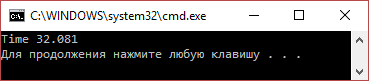 C:\WINDOWS\system32\cmd.exe
Time 32.081
Для продолжения нажмите любую клавишу . . .